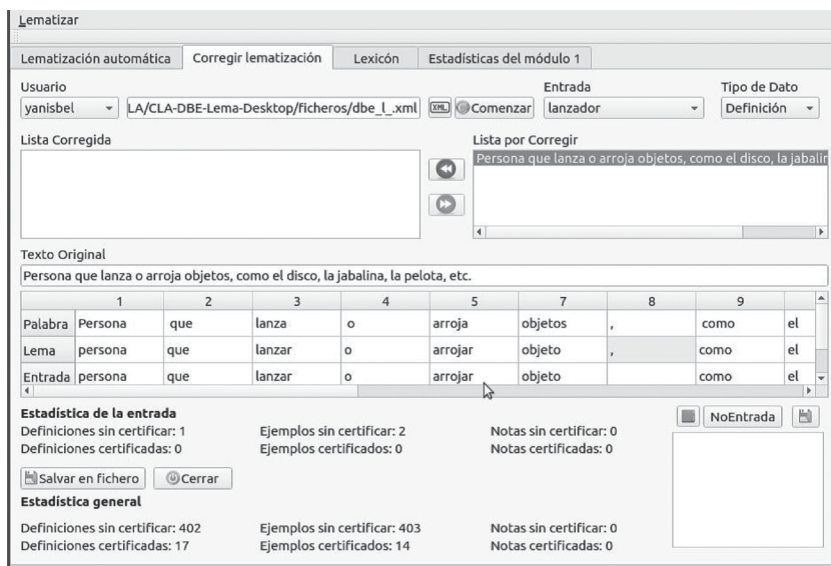 Lematizar
Lematización automática Corregir lematización Lexicón Estadísticas del módulo 1
Usuario Entrada Tipo de Dato
yanisbel LA/CLA-DBE-Lema-Desktop/ficheros/dbe_l_.xml XML Comenzar lanzador Definición
Lista Corregida Lista por Corregir
Persona que lanza o arroja objetos, como el disco, la jabalin
Texto Original
Persona que lanza o arroja objetos, como el disco, la jabalina, la pelota, etc.
1 2 3 4 5 7 8 9
Palabra Persona que lanza o arroja objetos , como el
Lema persona que lanzar o arrojar objeto , como el
Entrada persona que lanzar o arrojar objeto como el
Estadística de la entrada NoEntrada
Definiciones sin certificar: 1 Ejemplos sin certificar: 2 Notas sin certificar: 0
Definiciones certificadas: 0 Ejemplos certificados: 0 Notas certificadas: 0
Salvar en fichero Cerrar
Estadística general
Definiciones sin certificar: 402 Ejemplos sin certificar: 403 Notas sin certificar: 0
Definiciones certificadas: 17 Ejemplos certificados: 14 Notas certificadas: 0